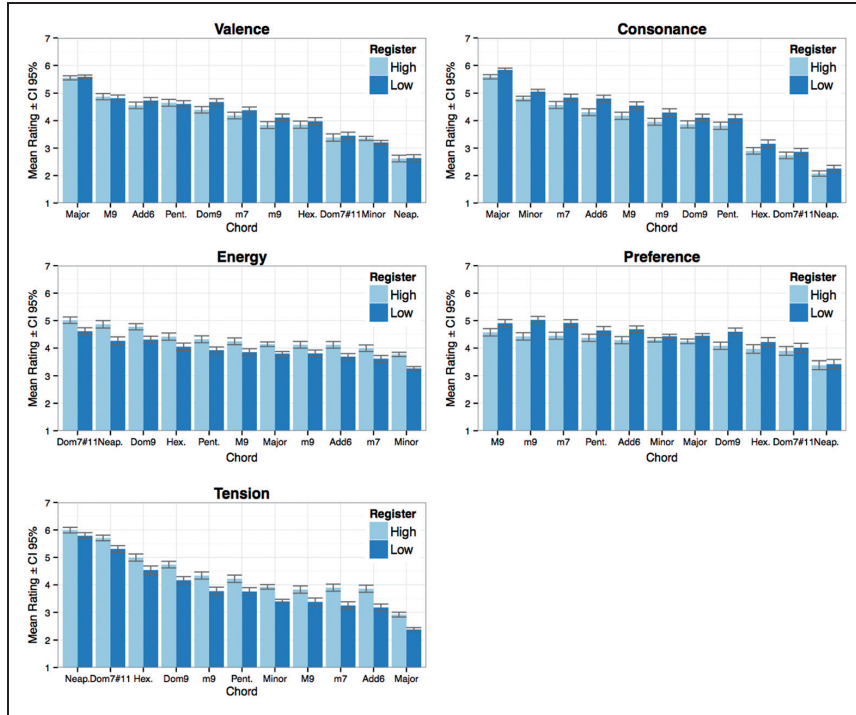 Valence
Mean Rating ± CI 95%
7
6
5
4
3
2
1
Register
High
Low
Major M9 Add6 Pent. Dom9 m7 m9 Hex. Dom7#11 Minor Neap.
Chord
Consonance
Mean Rating ± CI 95%
7
6
5
4
3
2
1
Register
High
Low
Major Minor m7 Add6 M9 m9 Dom9 Pent. Hex. Dom7#11 Neap.
Chord
Energy
Mean Rating ± CI 95%
7
6
5
4
3
2
1
Register
High
Low
Dom7#11 Neap. Dom9 Hex. Pent. M9 Major m9 Add6 m7 Minor
Chord
Preference
Mean Rating ± CI 95%
7
6
5
4
3
2
1
Register
High
Low
M9 m9 m7 Pent. Add6 Minor Major Dom9 Hex. Dom7#11 Neap.
Chord
Tension
Mean Rating ± CI 95%
7
6
5
4
3
2
1
Register
High
Low
Neap. Dom7#11 Hex. Dom9 m9 Pent. Minor M9 m7 Add6 Major
Chord